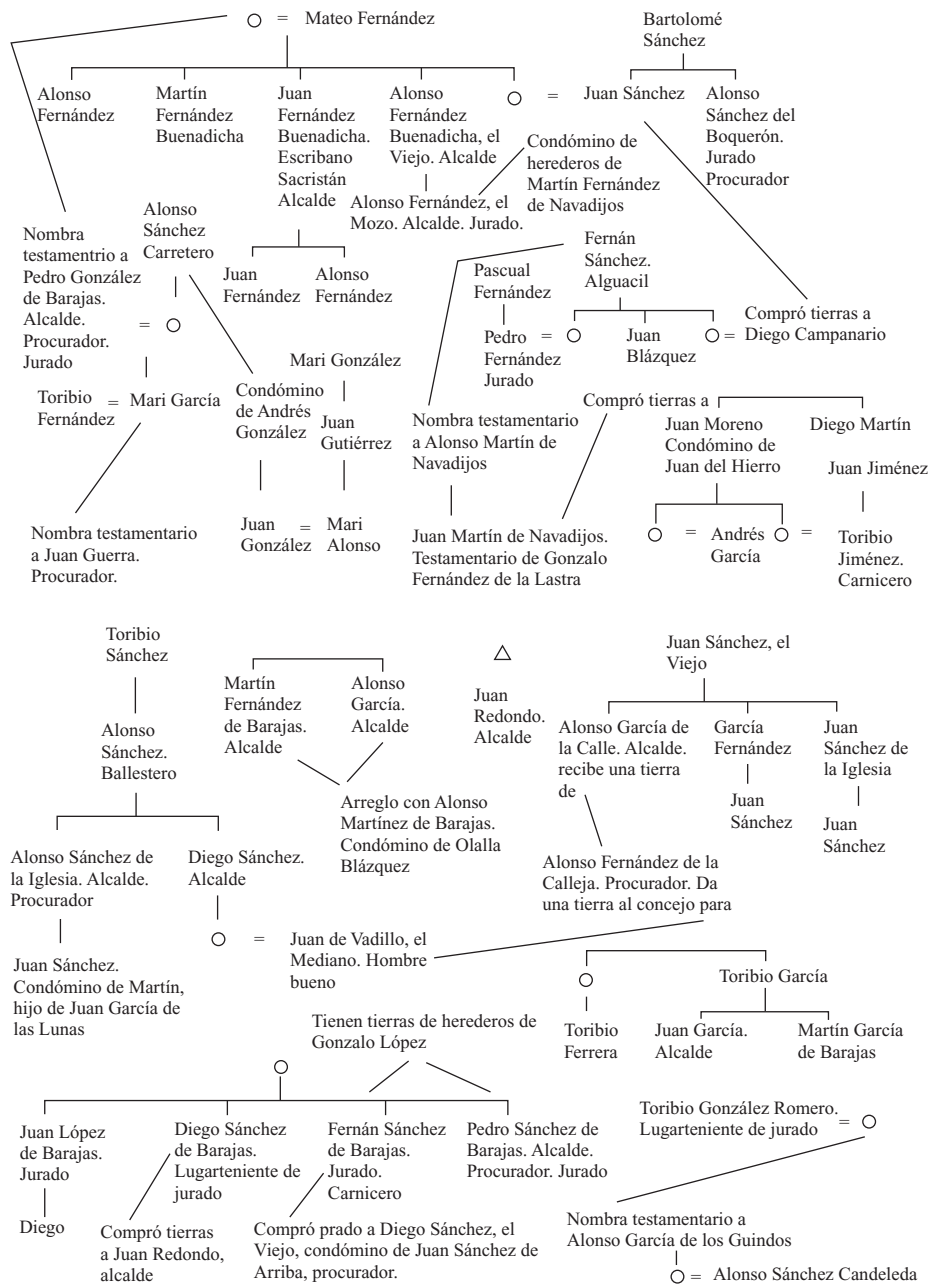 = Mateo Fernández
Bartolomé
Sánchez
Alonso
Fernández
Martín
Fernández
Buenadicha
Juan
Fernández
Buenadicha.
Escribano
Sacristán
Alcalde
Alonso
Fernández
Buenadicha, el
Viejo. Alcalde
= Juan Sánchez
Alonso
Sánchez del
Boquerón.
Jurado
Procurador
Condómino de
herederos de
Martín Fernández
de Navadijos
Alonso Fernández, el
Mozo. Alcalde. Jurado.
Nombra
testamentrio a
Pedro González
de Barajas.
Alcalde.
Procurador.
Jurado
=
Alonso
Sánchez
Carretero
Juan
Fernández
Alonso
Fernández
Pascual
Fernández
Fernán
Sánchez.
Alguacil
Pedro
Fernández
Jurado
=
Juan
Blázquez
=
Compró tierras a
Diego Campanario
Toribio
Fernández
= Mari García
Condómino
de Andrés
González
Mari González
Juan
Gutiérrez
Nombra testamentario
a Alonso Martín de
Navadijos
Compró tierras a
Juan Moreno
Condómino de
Juan del Hierro
Diego Martín
Juan Jiménez
Nombra testamentario
a Juan Guerra.
Procurador.
Juan
González
=
Mari
Alonso
Juan Martín de Navadijos.
Testamentario de Gonzalo
Fernández de la Lastra
=
Andrés
García
=
Toribio
Jiménez.
Carnicero
Toribio
Sánchez
Alonso
Sánchez.
Ballestero
Martín
Fernández
de Barajas.
Alcalde
Alonso
García.
Alcalde
Juan
Redondo.
Alcalde
Juan Sánchez, el
Viejo
Alonso García de
la Calle. Alcalde.
recibe una tierra
de
García
Fernández
Juan
Sánchez de
la Iglesia
Juan
Sánchez
Juan
Sánchez
Arreglo con Alonso
Martínez de Barajas.
Condómino de Olalla
Blázquez
Alonso Sánchez de
la Iglesia. Alcalde.
Procurador
Diego Sánchez.
Alcalde
Alonso Fernández de la
Calleja. Procurador. Da
una tierra al concejo para
Juan Sánchez.
Condómino de Martín,
hijo de Juan García de
las Lunas
=
Juan de Vadillo, el
Mediano. Hombre
bueno
Toribio García
Toribio
Ferrera
Juan García.
Alcalde
Martín García
de Barajas
Tienen tierras de herederos de
Gonzalo López
Juan López
de Barajas.
Jurado
Diego Sánchez
de Barajas.
Lugarteniente de
jurado
Fernán Sánchez
de Barajas.
Jurado.
Carnicero
Pedro Sánchez de
Barajas. Alcalde.
Procurador. Jurado
Toribio González Romero.
Lugarteniente de jurado
=
Diego
Compró tierras
a Juan Redondo,
alcalde
Compró prado a Diego Sánchez, el
Viejo, condómino de Juan Sánchez de
Arriba, procurador.
Nombra testamentario a
Alonso García de los Guindos
= Alonso Sánchez Candeleda